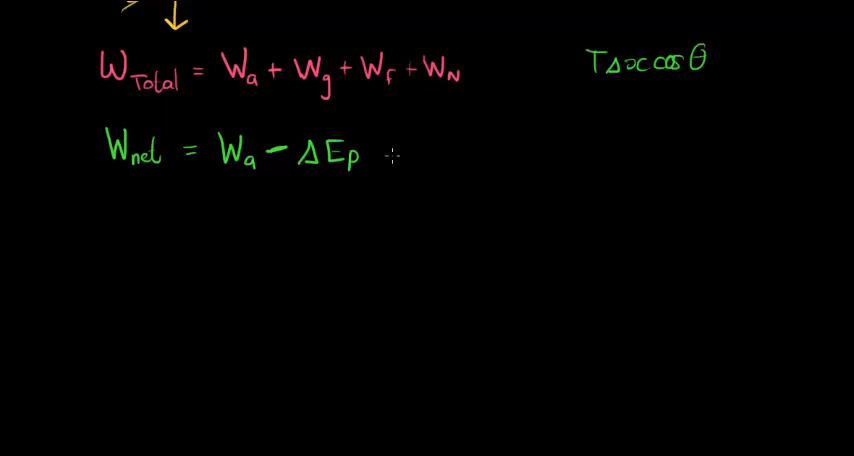 W_Total = W_a + W_g + W_f + W_N
TΔx cos θ
W_net = W_a - ΔE_p